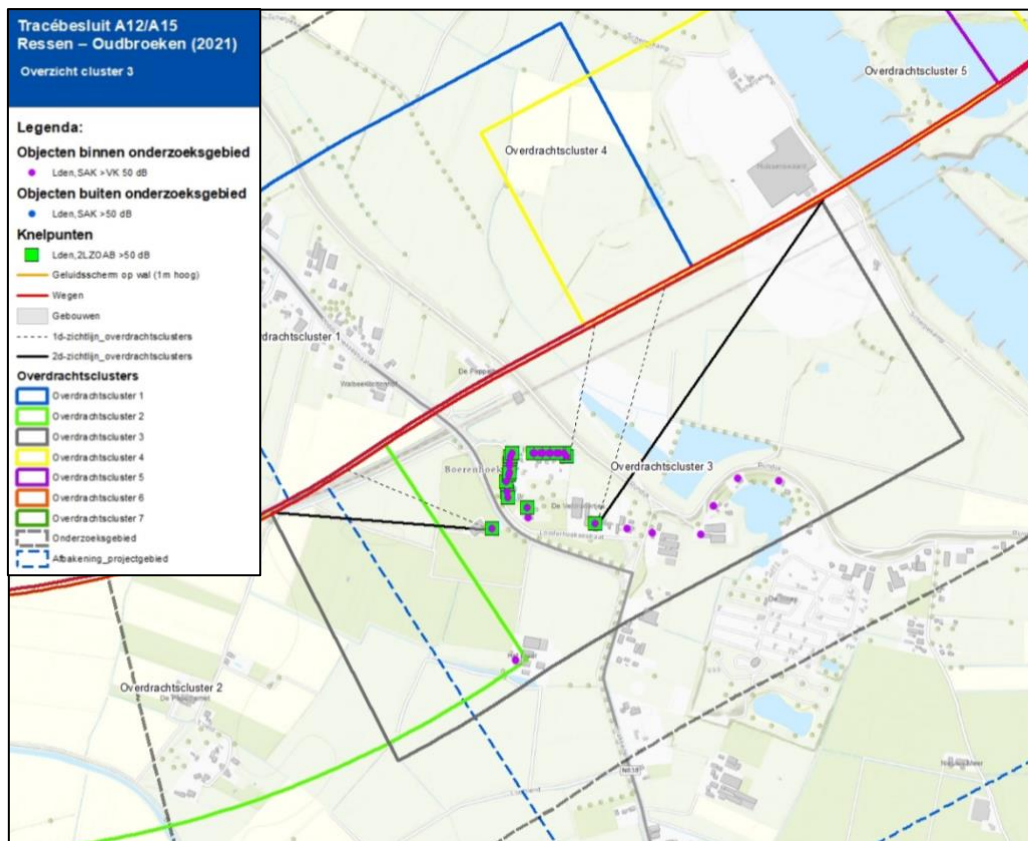 Tracébesluit A12/A15
Ressen – Oudbroeken (2021)
Overzicht cluster 3
Legenda:
Objecten binnen onderzoeksgebied
Lden,SAK >VK 50 dB
Objecten buiten onderzoeksgebied
Lden,SAK >50 dB
Knelpunten
Lden,2LZOAB >50 dB
Geluidsscherm op wal (1m hoog)
Wegen
Gebouwen
1d-zichtlijn_overdrachtsclusters
2d-zichtlijn_overdrachtsclusters
Overdrachtsclusters
Overdrachtscluster 1
Overdrachtscluster 2
Overdrachtscluster 3
Overdrachtscluster 4
Overdrachtscluster 5
Overdrachtscluster 6
Overdrachtscluster 7
Onderzoeksgebied
Afbakening_projectgebied
Overdrachtscluster 5
Overdrachtscluster 4
drachtscluster 1
Boerenhoek
Overdrachtscluster 3
Overdrachtscluster 2
N838